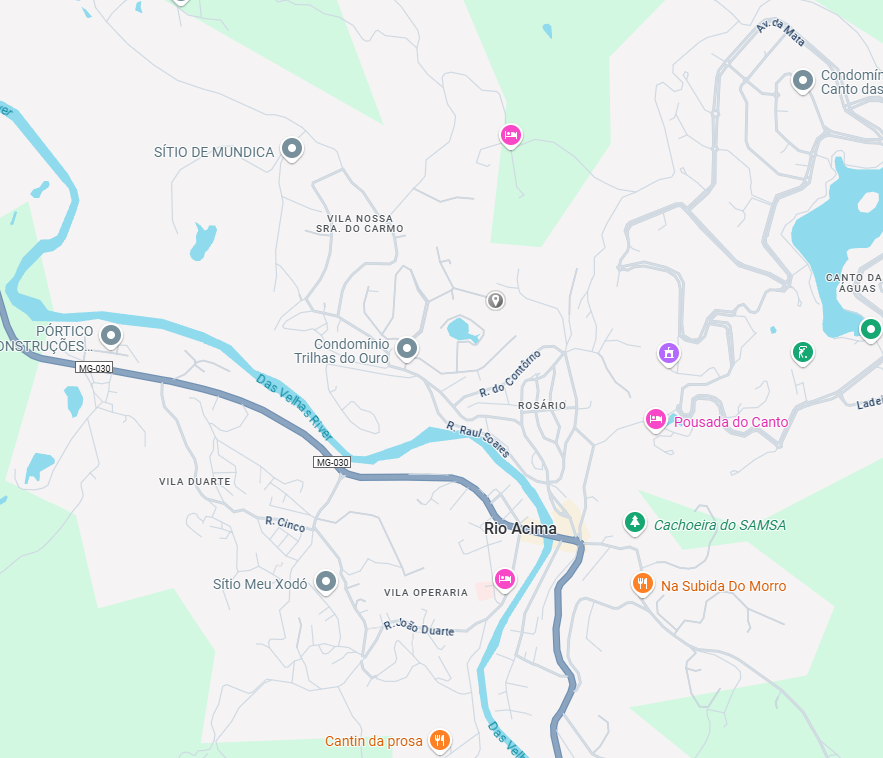 Av. da Mata
Condomín
Canto das
SÍTIO DE MUNDICA
VILA NOSSA
SRA. DO CARMO
CANTO DA
ÁGUAS
PÓRTICO
ONSTRUÇÕES...
MG-030
Condomínio
Trilhas do Ouro
R. do Contôrno
Das Velhas River
ROSÁRIO
Ladei
Pousada do Canto
R. Raul Soares
MG-030
VILA DUARTE
R. Cinco
Rio Acima
Cachoeira do SAMSA
Sítio Meu Xodó
VILA OPERARIA
Na Subida Do Morro
R. João Duarte
Cantin da prosa
Das Velh